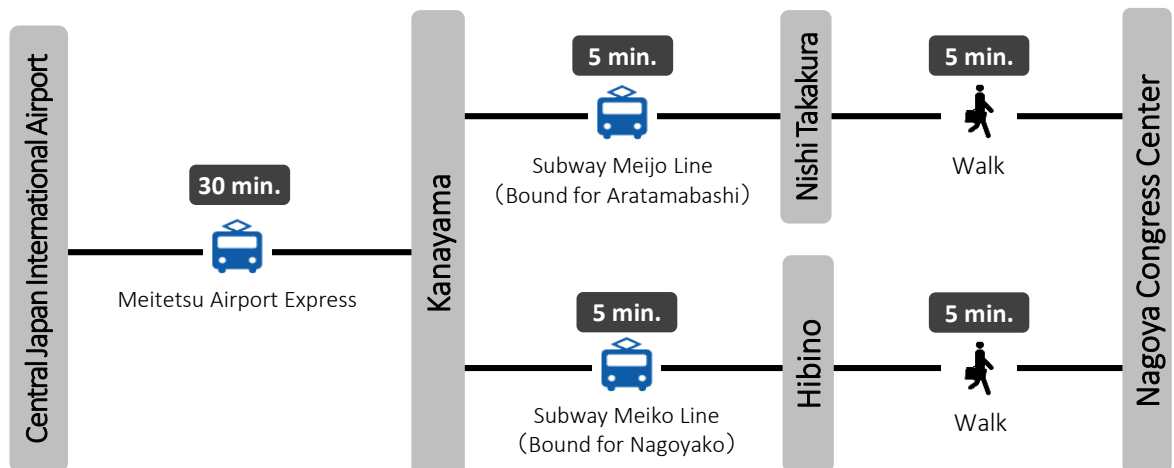 Central Japan International Airport
30 min.
Meitetsu Airport Express
Kanayama
5 min.
Subway Meijo Line
（Bound for Aratamabashi）
Nishi Takakura
5 min.
Walk
5 min.
Subway Meiko Line
（Bound for Nagoyako）
Hibino
5 min.
Walk
Nagoya Congress Center